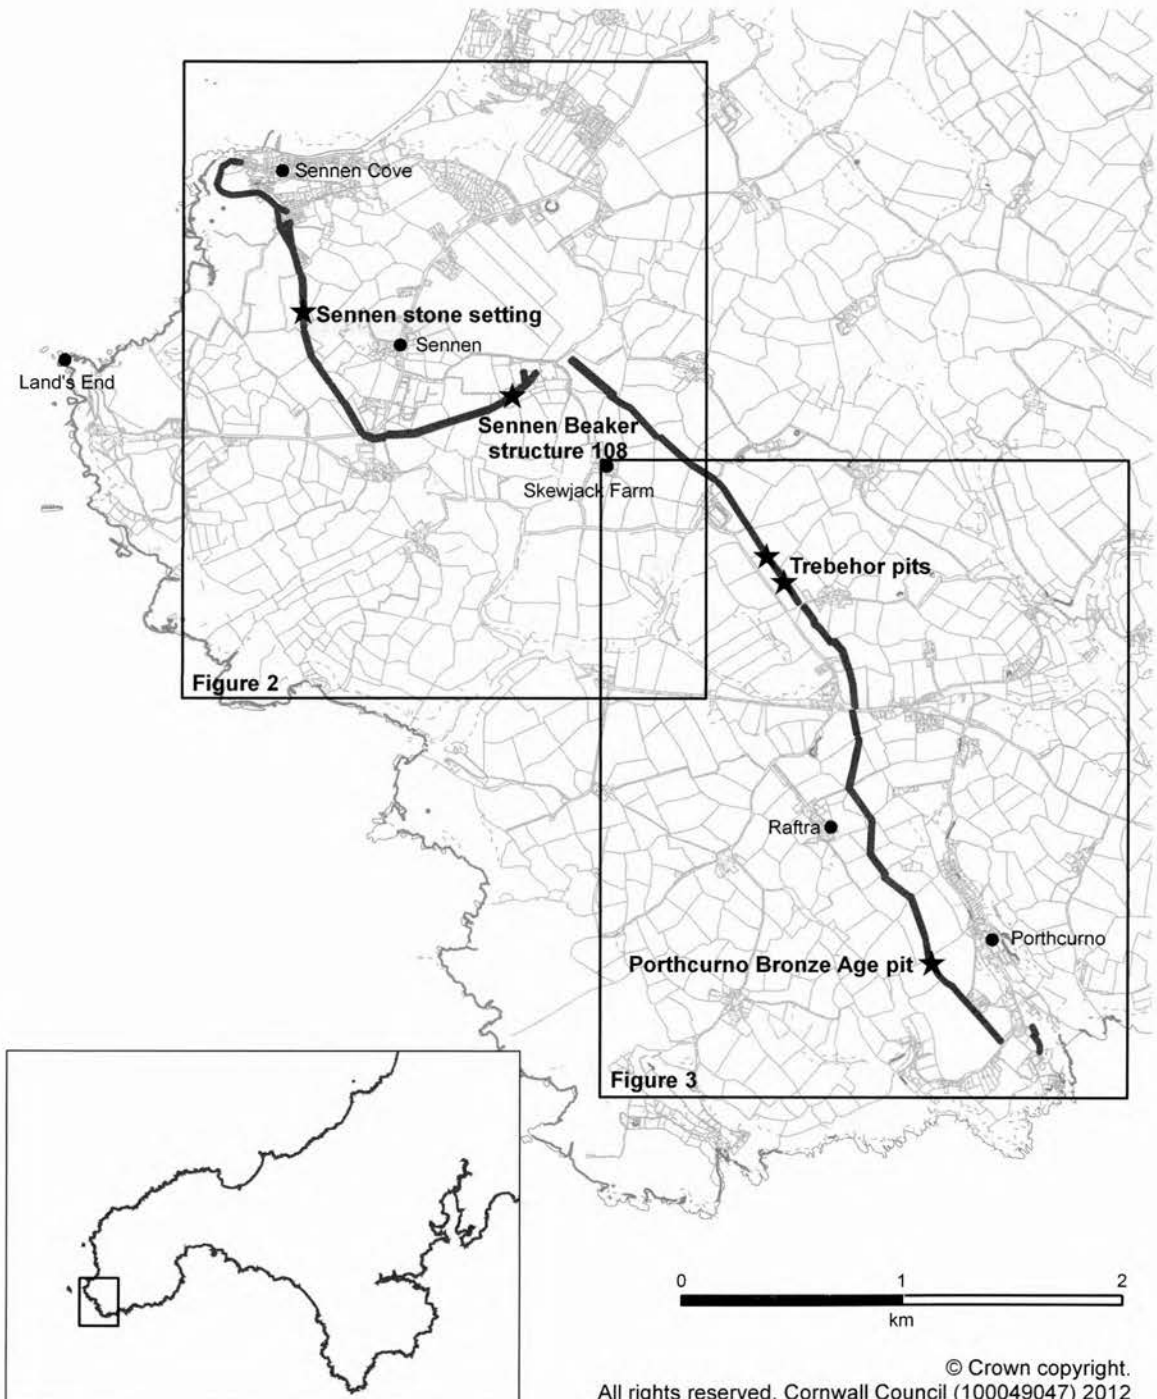 Sennen Cove
Sennen stone setting
Sennen
Land's End
Sennen Beaker
structure 108
Skewjack Farm
Trebehor pits
Figure 2
Raftra
Porthcurno
Porthcurno Bronze Age pit
Figure 3
0 1 2
km
© Crown copyright.
All rights reserved. Cornwall Council (100049047) 2012